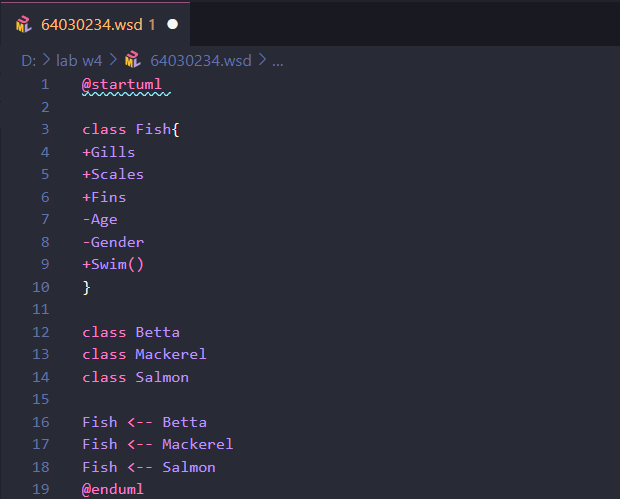 64030234.wsd 1
D: > lab w4 > 64030234.wsd > ...
1 @startuml
2
3 class Fish{
4 +Gills
5 +Scales
6 +Fins
7 -Age
8 -Gender
9 +Swim()
10 }
11
12 class Betta
13 class Mackerel
14 class Salmon
15
16 Fish <-- Betta
17 Fish <-- Mackerel
18 Fish <-- Salmon
19 @enduml